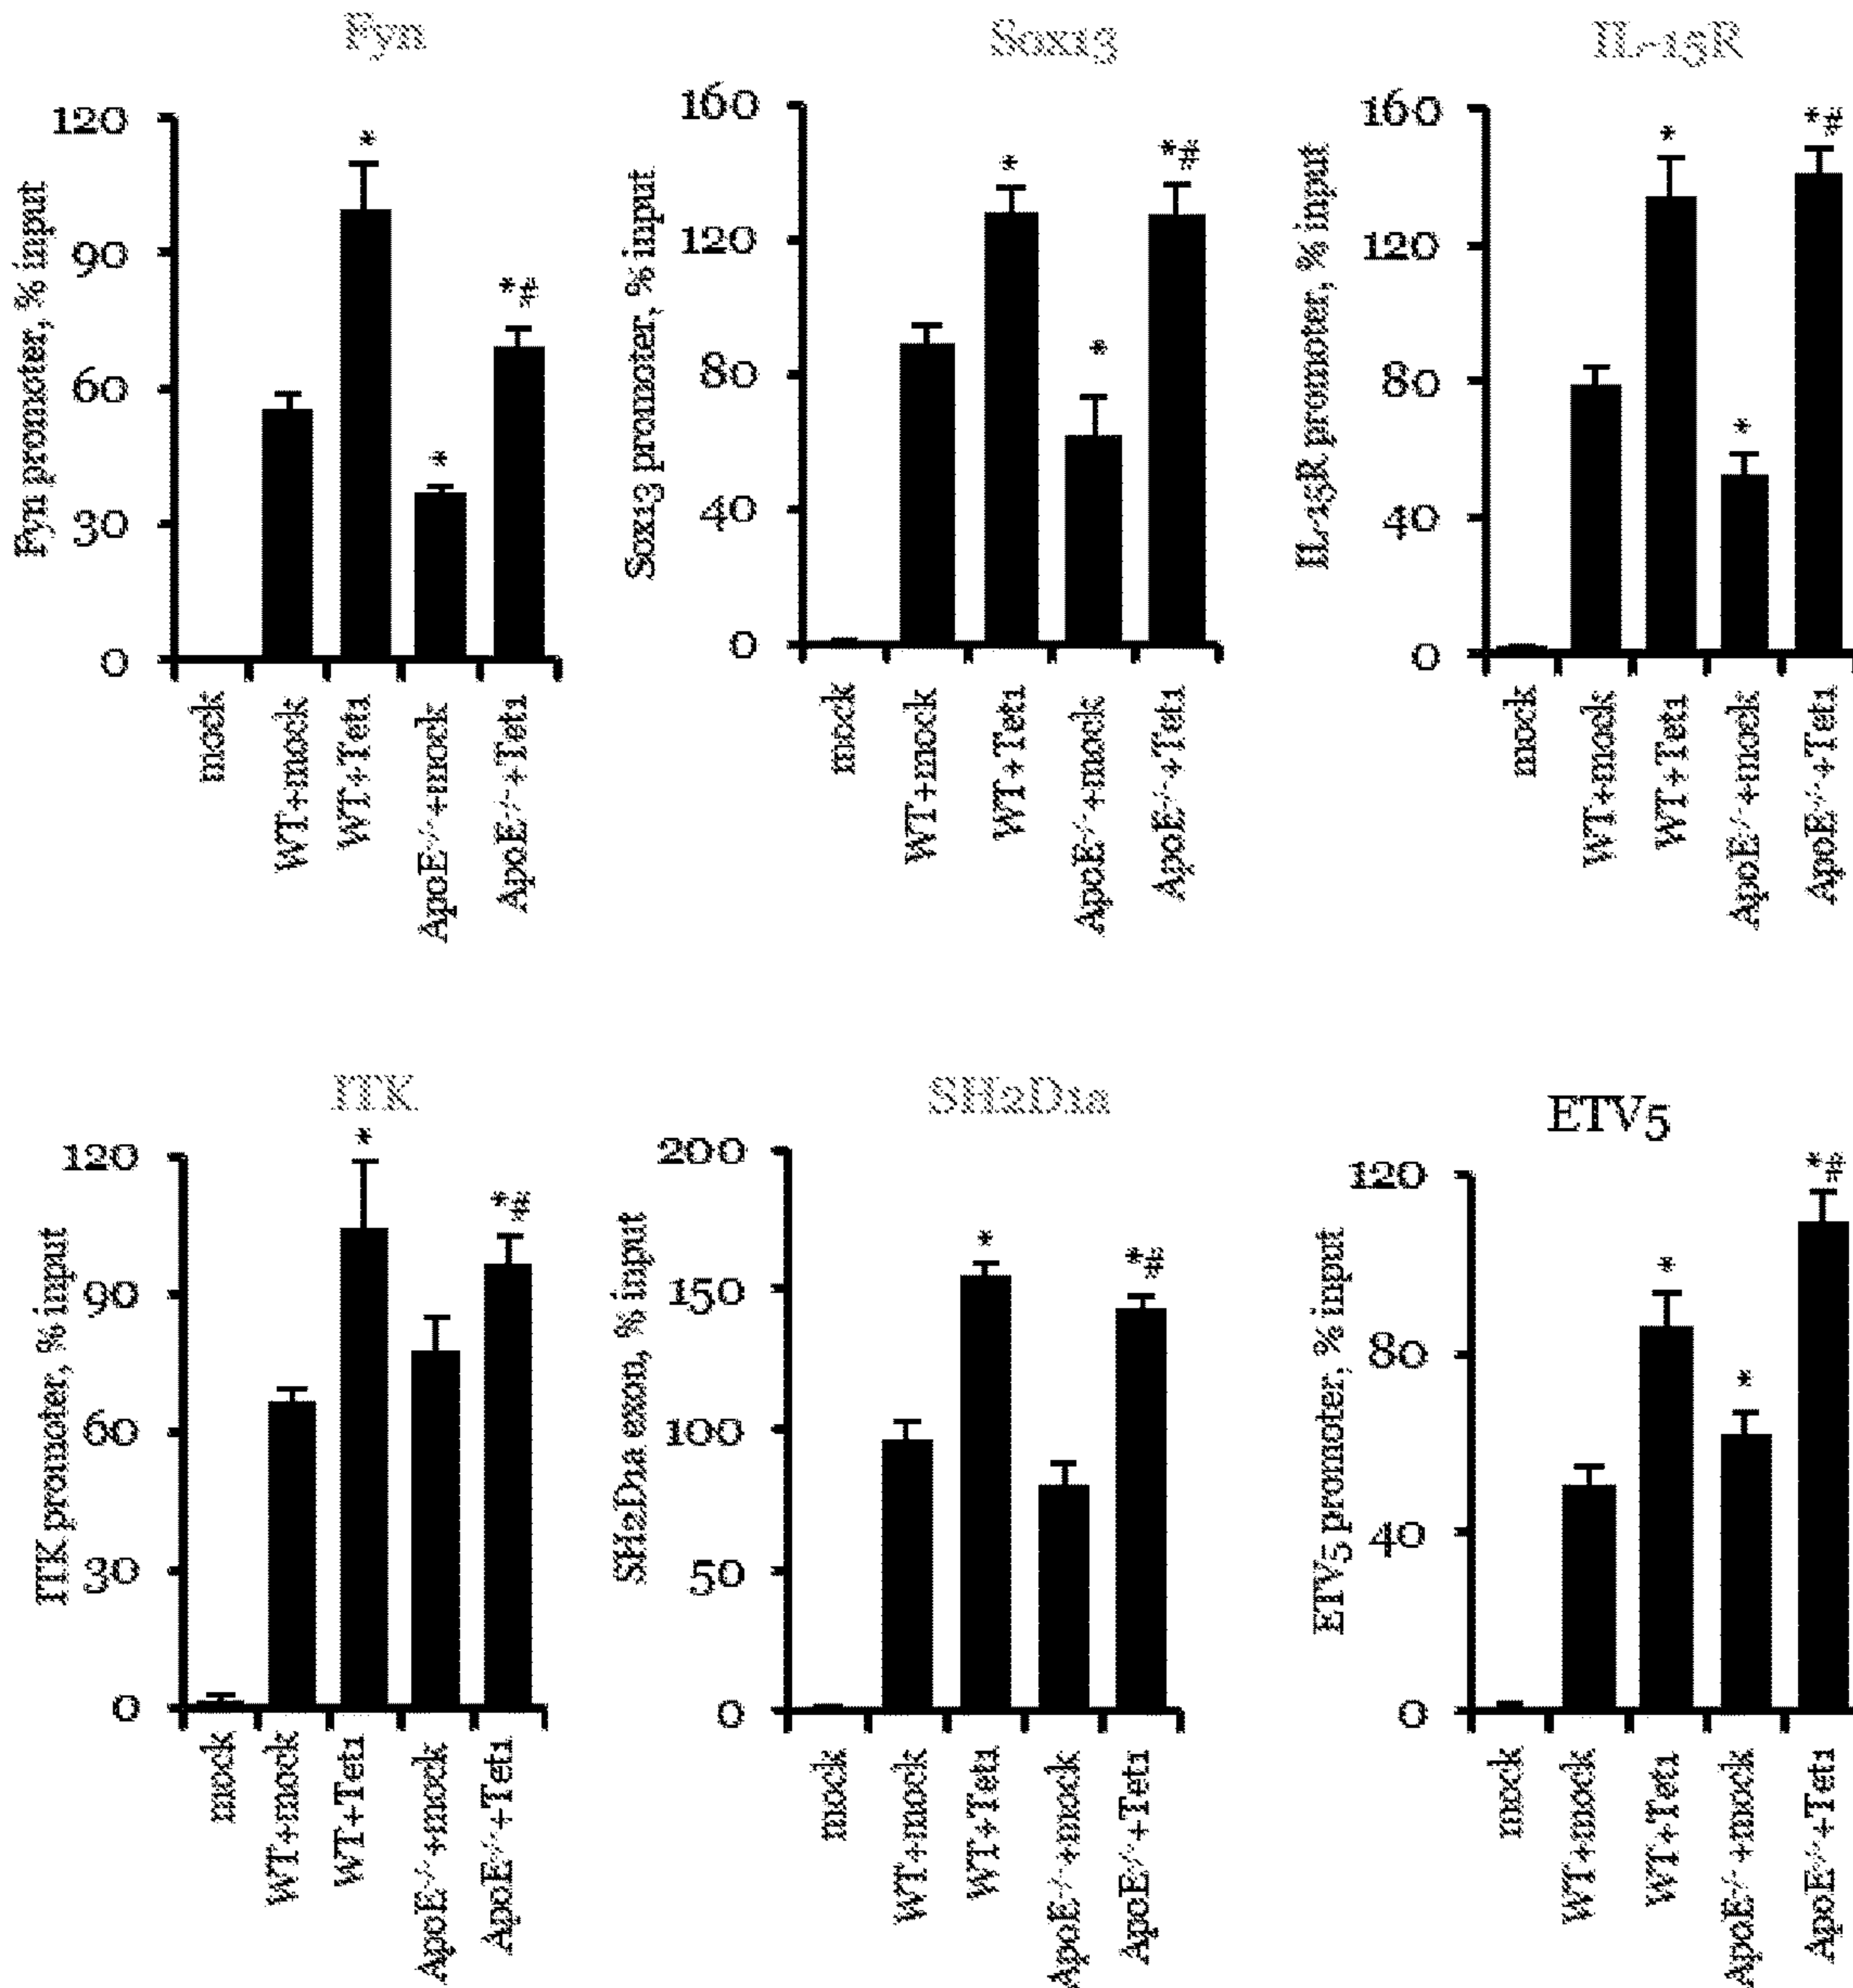 Fyn
Fyn promoter, % input
120
90
60
30
0
*
*
*#
mock
WT+mock
WT+Tet1
ApoE-/-+mock
ApoE-/-+Tet1
Sox13
Sox13 promoter, % input
160
120
80
40
0
*
*
*#
mock
WT+mock
WT+Tet1
ApoE-/-+mock
ApoE-/-+Tet1
IL-15R
IL-15R promoter, % input
160
120
80
40
0
*
*
*#
mock
WT+mock
WT+Tet1
ApoE-/-+mock
ApoE-/-+Tet1
ITK
ITK promoter, % input
120
90
60
30
0
*
*#
mock
WT+mock
WT+Tet1
ApoE-/-+mock
ApoE-/-+Tet1
SH2D1a
SH2D1a exon, % input
200
150
100
50
0
*
*#
mock
WT+mock
WT+Tet1
ApoE-/-+mock
ApoE-/-+Tet1
ETV5
ETV5 promoter, % input
120
80
40
0
*
*
*#
mock
WT+mock
WT+Tet1
ApoE-/-+mock
ApoE-/-+Tet1